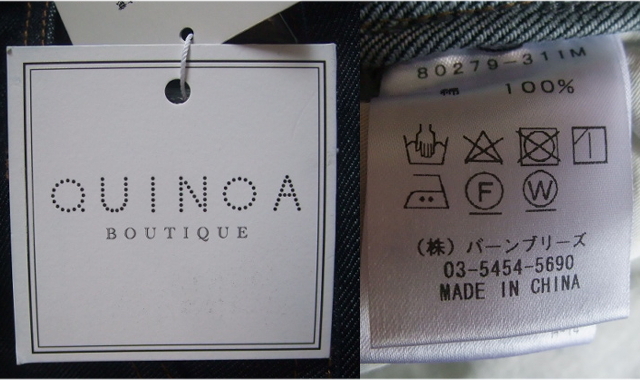 QUINOA
BOUTIQUE
80279-311M
綿 100%
F
W
(株) バーンブリーズ
03-5454-5690
MADE IN CHINA